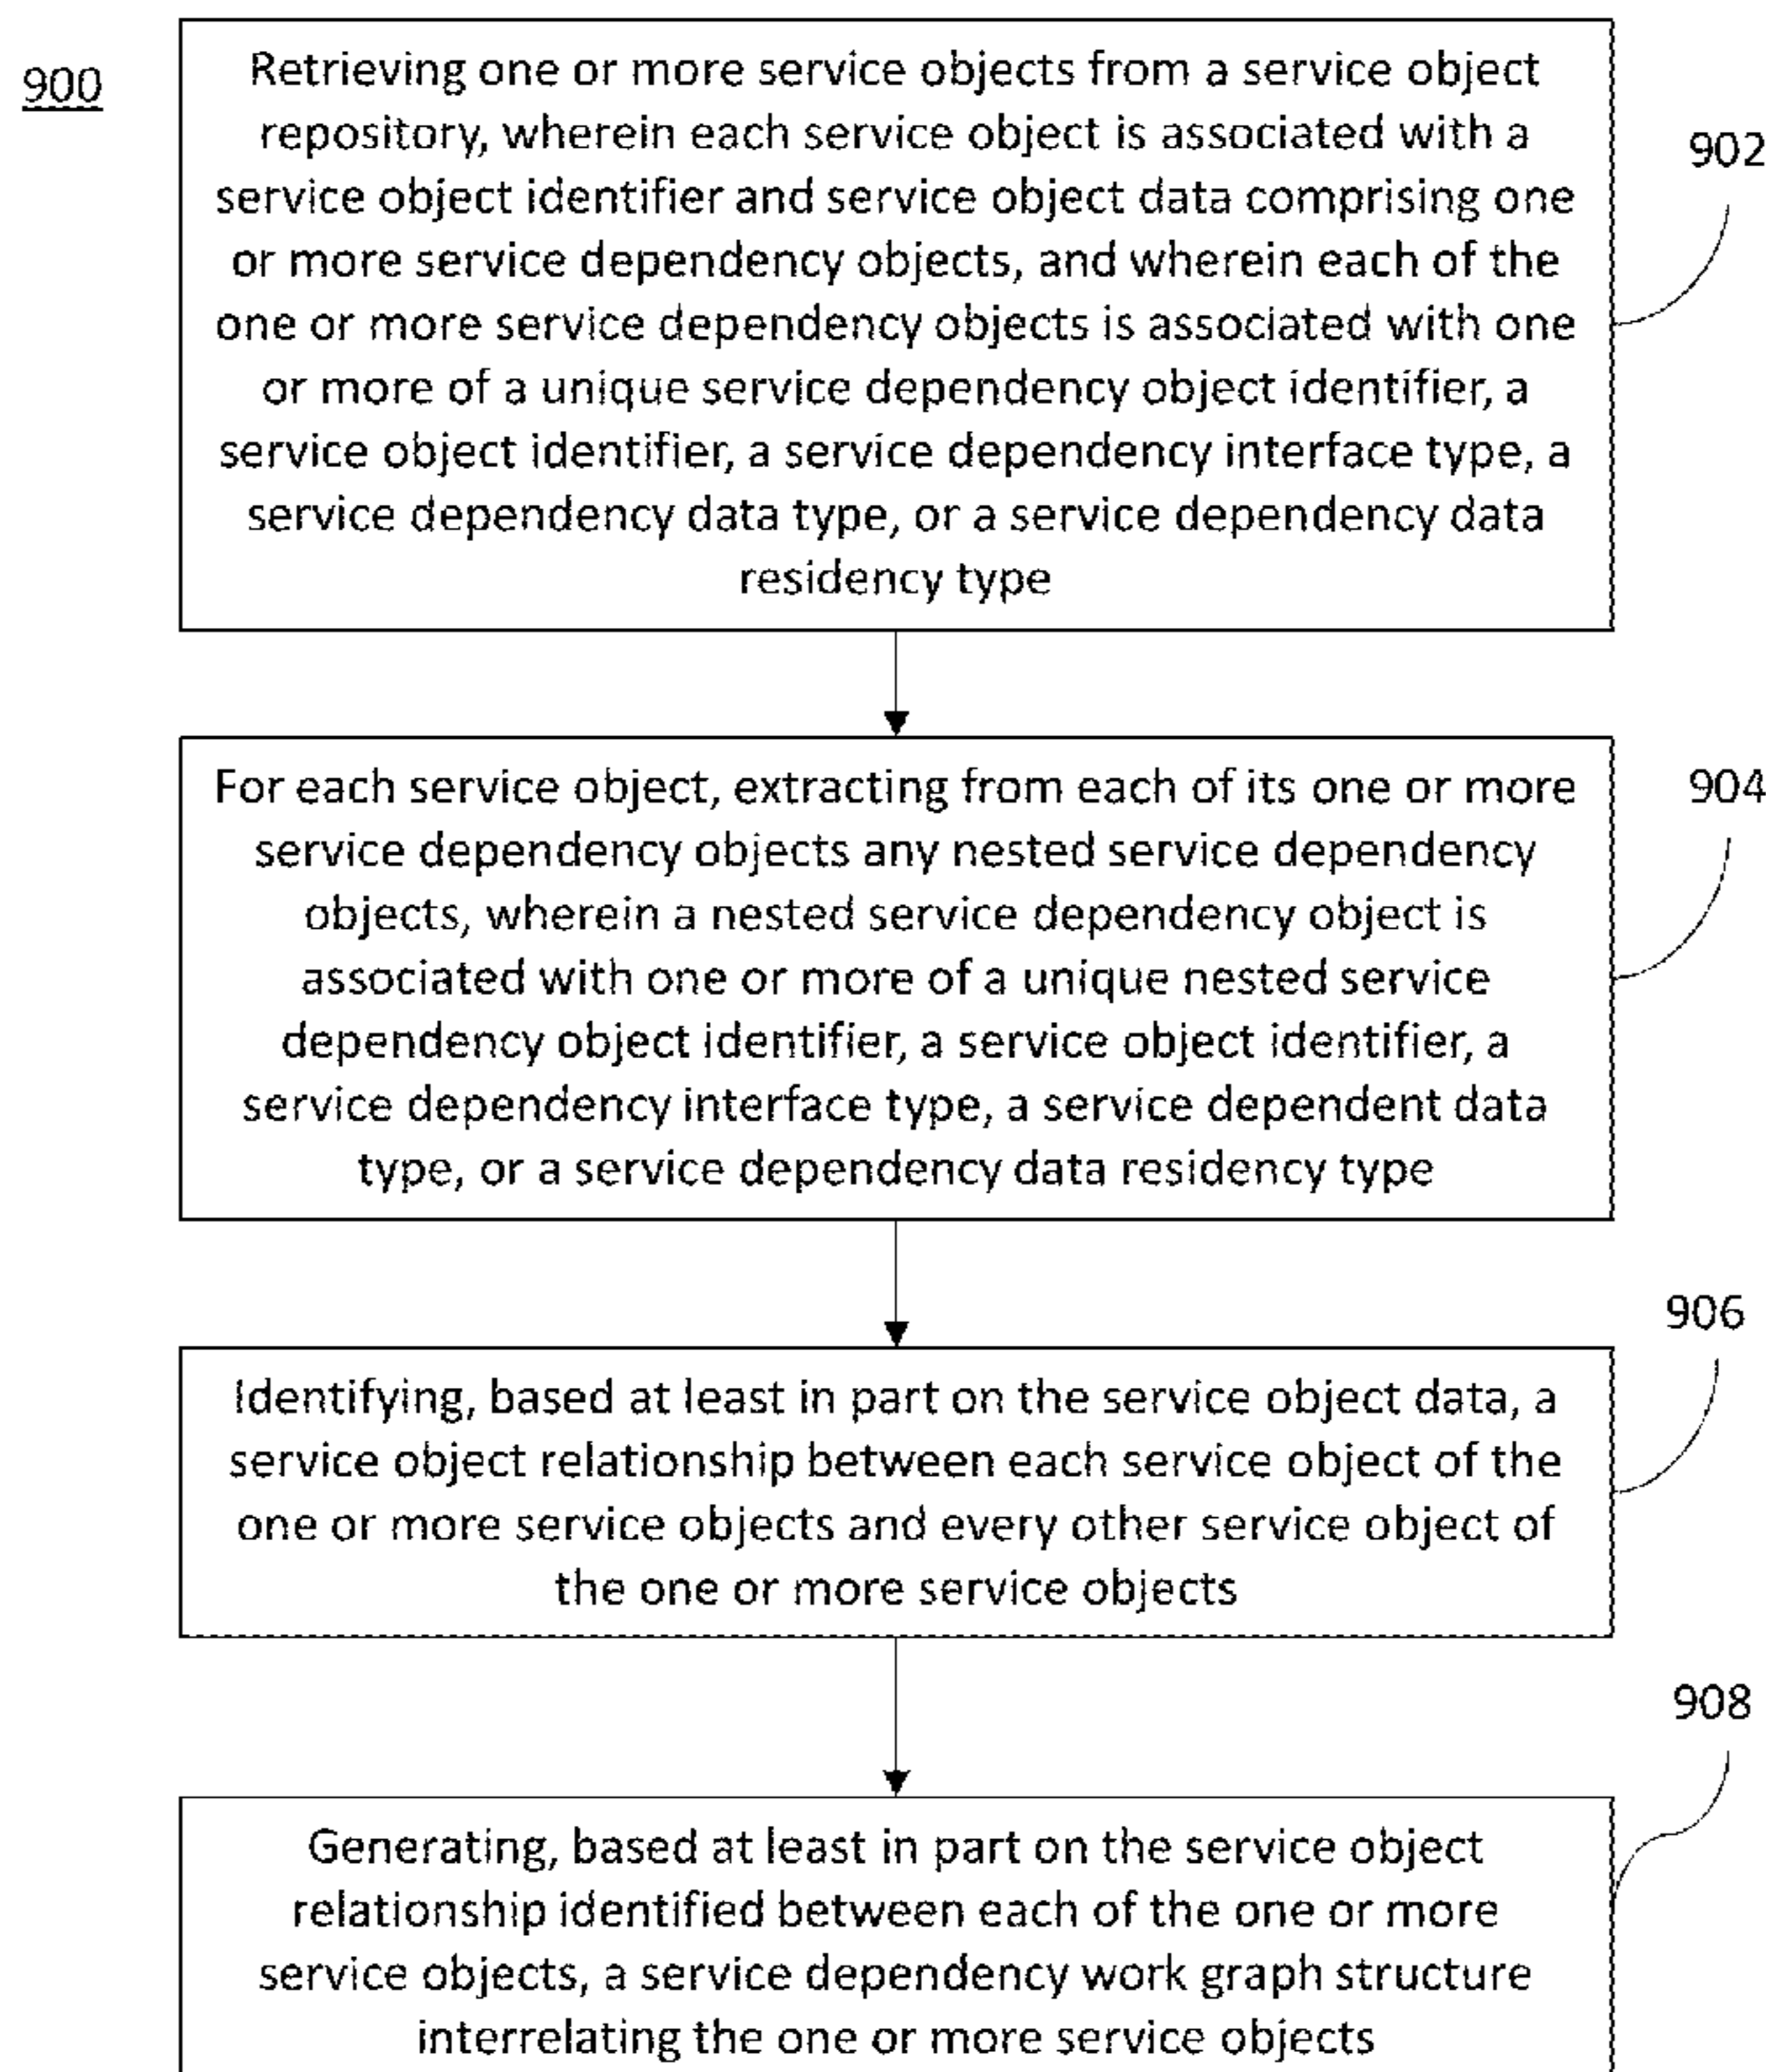 900
Retrieving one or more service objects from a service object
repository, wherein each service object is associated with a
service object identifier and service object data comprising one
or more service dependency objects, and wherein each of the
one or more service dependency objects is associated with one
or more of a unique service dependency object identifier, a
service object identifier, a service dependency interface type, a
service dependency data type, or a service dependency data
residency type
902
For each service object, extracting from each of its one or more
service dependency objects any nested service dependency
objects, wherein a nested service dependency object is
associated with one or more of a unique nested service
dependency object identifier, a service object identifier, a
service dependency interface type, a service dependent data
type, or a service dependency data residency type
904
Identifying, based at least in part on the service object data, a
service object relationship between each service object of the
one or more service objects and every other service object of
the one or more service objects
906
Generating, based at least in part on the service object
relationship identified between each of the one or more
service objects, a service dependency work graph structure
interrelating the one or more service objects
908